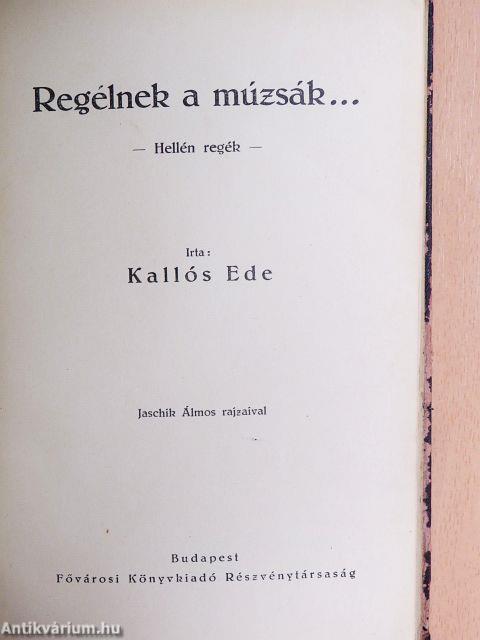 Regélnek a múzsák...
— Hellén regék —
Irta:
Kallós Ede
Jaschik Álmos rajzaival
Budapest
Fővárosi Könyvkiadó Részvénytársaság
Antikvárium.hu